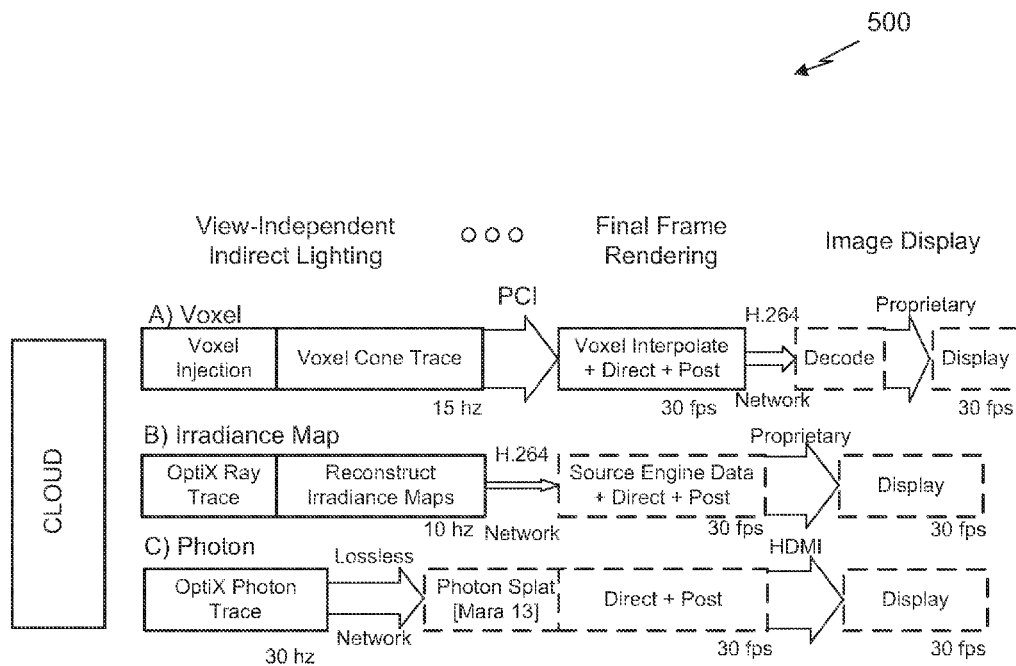 500
View-Independent
Indirect Lighting
Final Frame
Rendering
Image Display
CLOUD
A) Voxel
PCI
H.264
Proprietary
Voxel
Injection
Voxel Cone Trace
Voxel Interpolate
+ Direct + Post
Decode
Display
15 hz
30 fps
Network
30 fps
B) Irradiance Map
H.264
Proprietary
OptiX Ray
Trace
Reconstruct
Irradiance Maps
Source Engine Data
+ Direct + Post
Display
10 hz
Network
30 fps
30 fps
C) Photon
Lossless
HDMI
OptiX Photon
Trace
Photon Splat
[Mara 13]
Direct + Post
Display
Network
30 hz
30 fps
30 fps